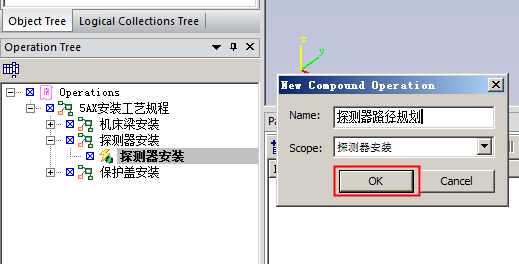 Object Tree
Logical Collections Tree
Operation Tree
Operations
5AX安装工艺规程
机床梁安装
探测器安装
探测器安装
保护盖安装
z
y
New Compound Operation
Name:
探测器路径规划
Scope:
探测器安装
OK
Cancel
Pa